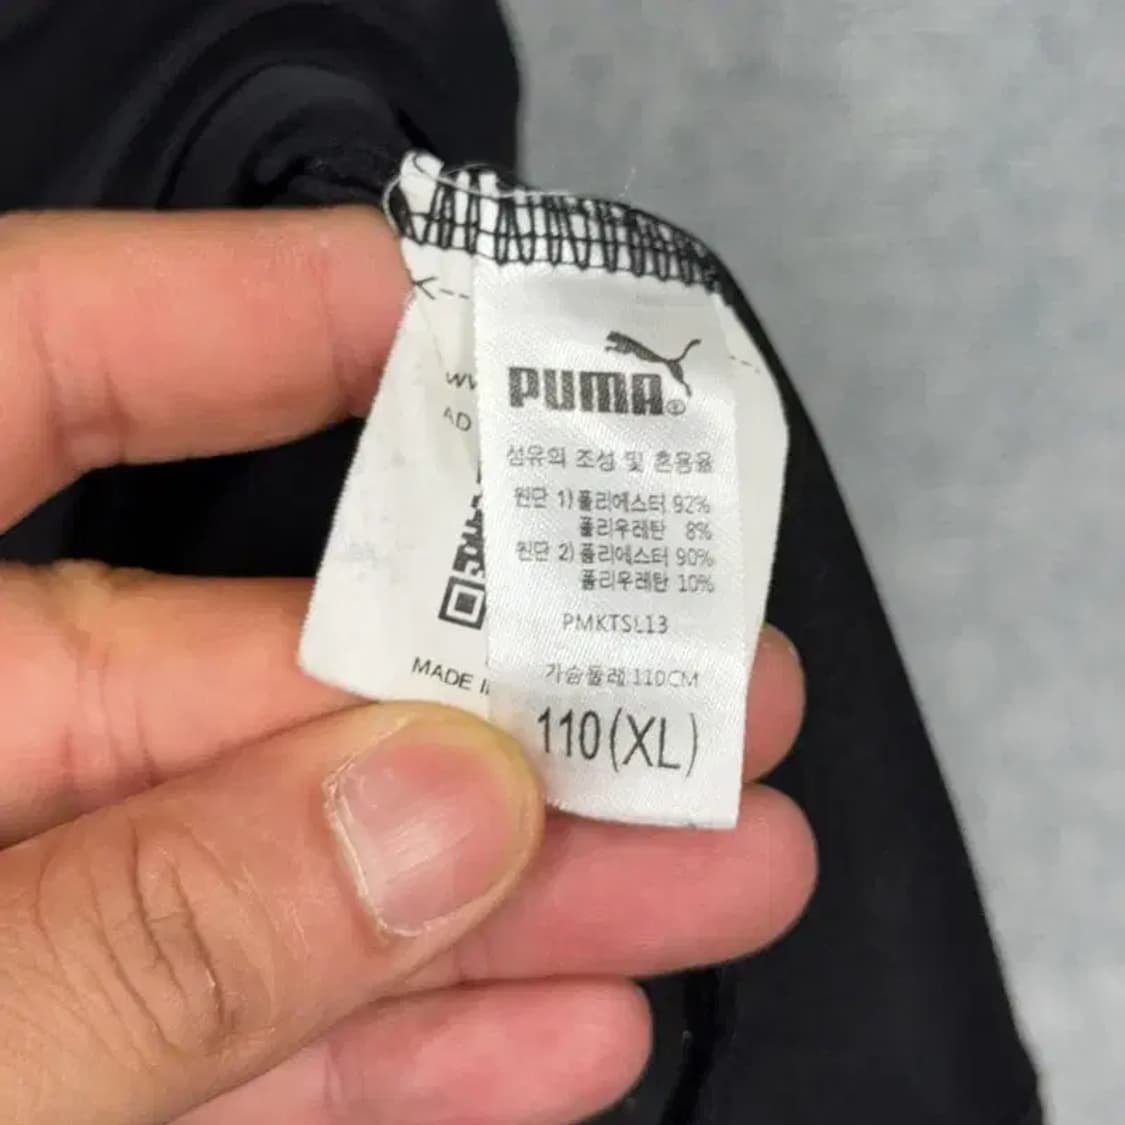 PUMA®
섬유의 조성 및 혼용율
원단 1) 폴리에스터 92%
폴리우레탄 8%
원단 2) 폴리에스터 90%
폴리우레탄 10%
PMKTSL13
가슴둘레 110CM
110(XL)
AD
MADE